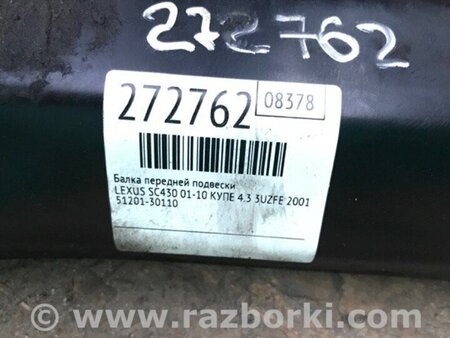 272762
272762 08378
Балка передней подвески
LEXUS SC430 01-10 КУПЕ 4.3 3UZFE 2001
51201-30110
www.razborki.com